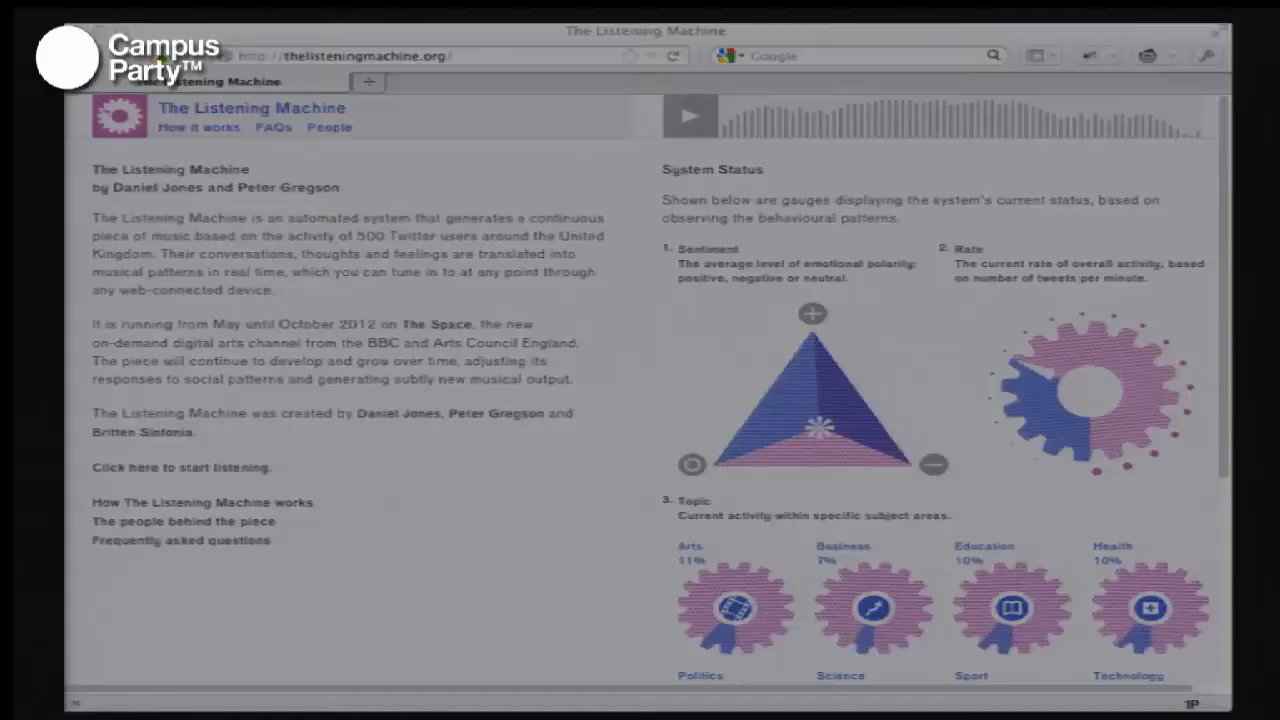 Campus
Party™
The Listening Machine
http://thelisteningmachine.org/
Google
The Listening Machine
The Listening Machine
How it works FAQs People
The Listening Machine
by Daniel Jones and Peter Gregson
The Listening Machine is an automated system that generates a continuous
piece of music based on the activity of 500 Twitter users around the United
Kingdom. Their conversations, thoughts and feelings are translated into
musical patterns in real time, which you can tune in to at any point through
any web-connected device.
It is running from May until October 2012 on The Space, the new
on-demand digital arts channel from the BBC and Arts Council England.
The piece will continue to develop and grow over time, adjusting its
responses to social patterns and generating subtly new musical output.
The Listening Machine was created by Daniel Jones, Peter Gregson and
Britten Sinfonia.
Click here to start listening.
How The Listening Machine works
The people behind the piece
Frequently asked questions
System Status
Shown below are gauges displaying the system's current status, based on
observing the behavioural patterns.
1. Sentiment
The average level of emotional polarity:
positive, negative or neutral.
2. Rate
The current rate of overall activity, based
on number of tweets per minute.
3. Topic
Current activity within specific subject areas.
Arts
11%
Business
7%
Education
10%
Health
10%
Politics
Science
Sport
Technology
1P